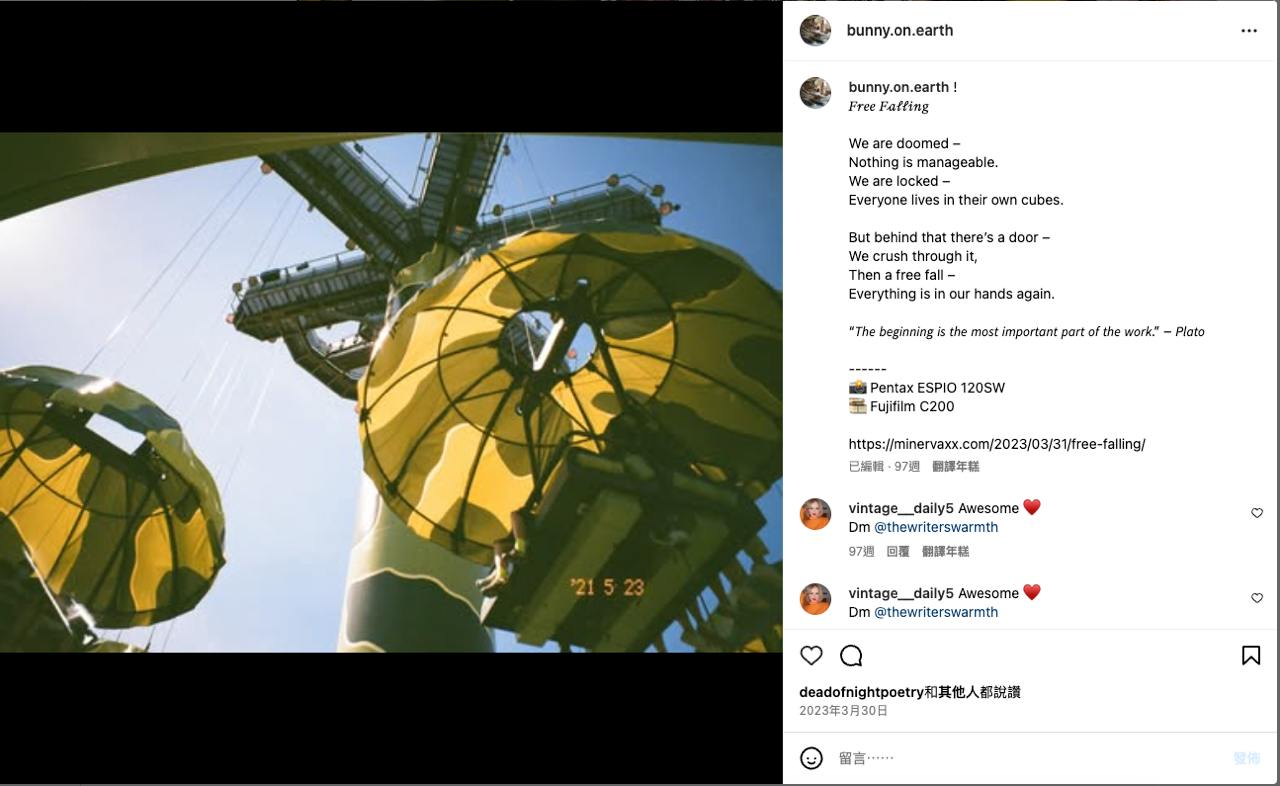 bunny.on.earth
bunny.on.earth !
Free Falling
We are doomed –
Nothing is manageable.
We are locked –
Everyone lives in their own cubes.
But behind that there's a door –
We crush through it,
Then a free fall –
Everything is in our hands again.
"The beginning is the most important part of the work." – Plato
------
📸 Pentax ESPIO 120SW
🎞️ Fujifilm C200
https://minervaxx.com/2023/03/31/free-falling/
已編輯 · 97週 翻譯年糕
vintage__daily5 Awesome ❤️
Dm @thewriterswarmth
97週 回覆 翻譯年糕
vintage__daily5 Awesome ❤️
Dm @thewriterswarmth
deadofnightpoetry和其他人都說讚
2023年3月30日
留言⋯⋯
發佈
'21 5 23